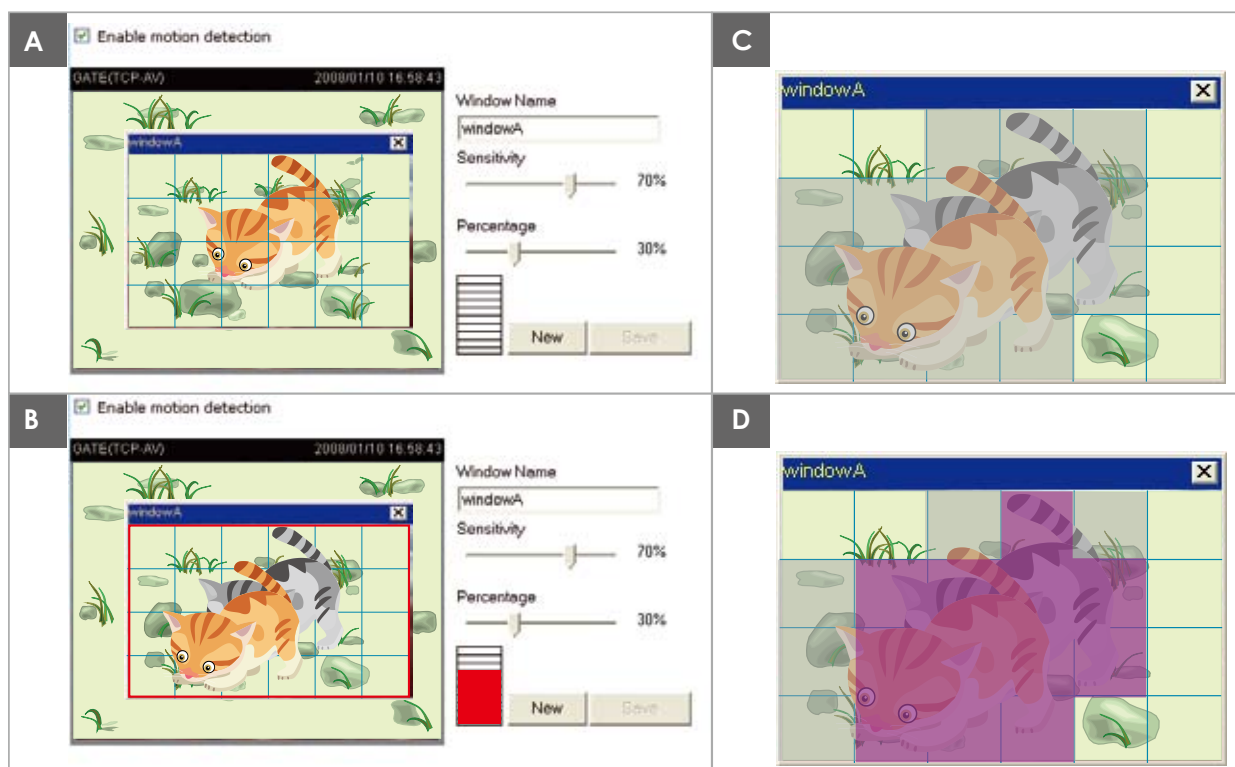 A
Enable motion detection
GATE(TCP-AV) 2008/01/10 16:58:43
windowA
Window Name
windowA
Sensitivity
70%
Percentage
30%
New Save
B
Enable motion detection
GATE(TCP-AV) 2008/01/10 16:58:43
windowA
Window Name
windowA
Sensitivity
70%
Percentage
30%
New Save
C
windowA
D
windowA